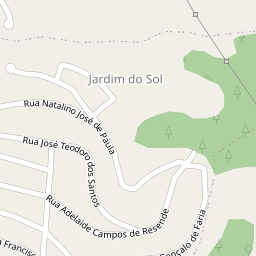 Jardim do Sol
Rua Natalino José de Paula
Rua José Teodoro dos Santos
Rua Adelaide Campos de Resende
Gonçalo de Faria
a Francisc